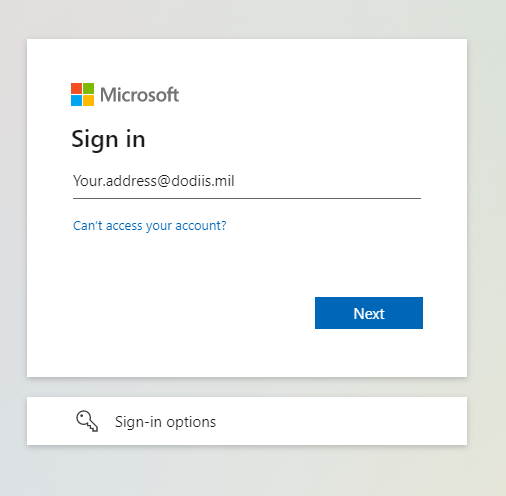 Microsoft
Sign in
Your.address@dodiis.mil
Can't access your account?
Next
Sign-in options